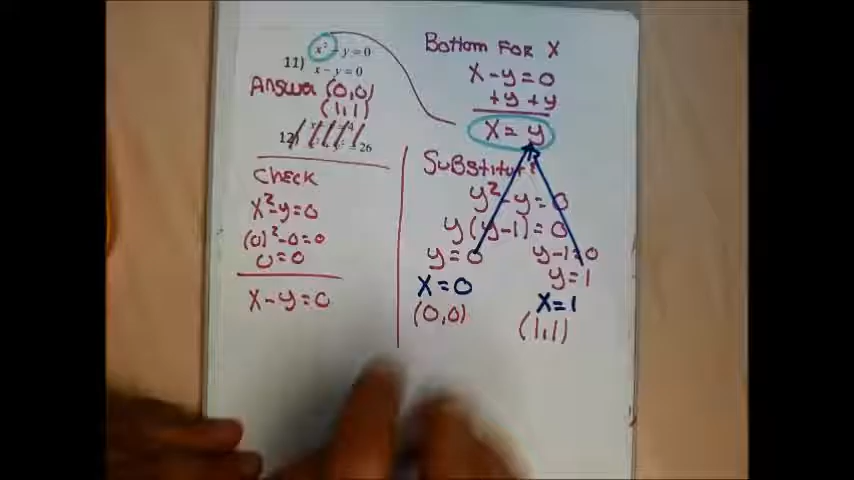 11) x² - y = 0
x - y = 0
Answer (0,0)
(1,1)
12)
= 26
Check
x² - y = 0
(0)² - 0 = 0
0 = 0
x - y = 0
Bottom For X
x - y = 0
+y +y
x = y
Substitute
y² - y = 0
y(y-1) = 0
y = 0 y - 1 = 0
y = 1
x = 0 x = 1
(0,0) (1,1)